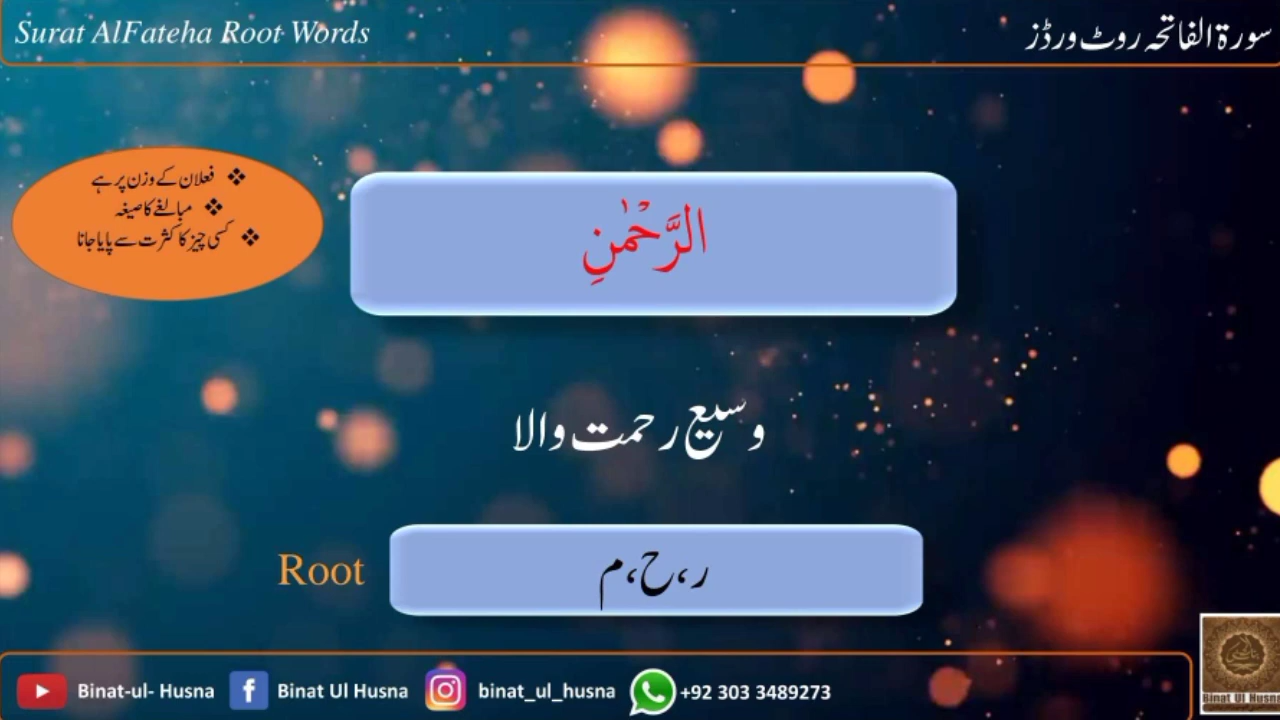 Surat AlFateha Root Words
سورۃ الفاتحہ روٹ ورڈز
❖ فعلان کے وزن پر ہے
❖ مبالغے کا صیغہ
❖ کسی چیز کا کثرت سے پایا جانا
الرَّحْمٰنِ
وسیع رحمت والا
Root
ر، ح، م
Binat-ul- Husna
Binat Ul Husna
binat_ul_husna
+92 303 3489273
Binat Ul Husna